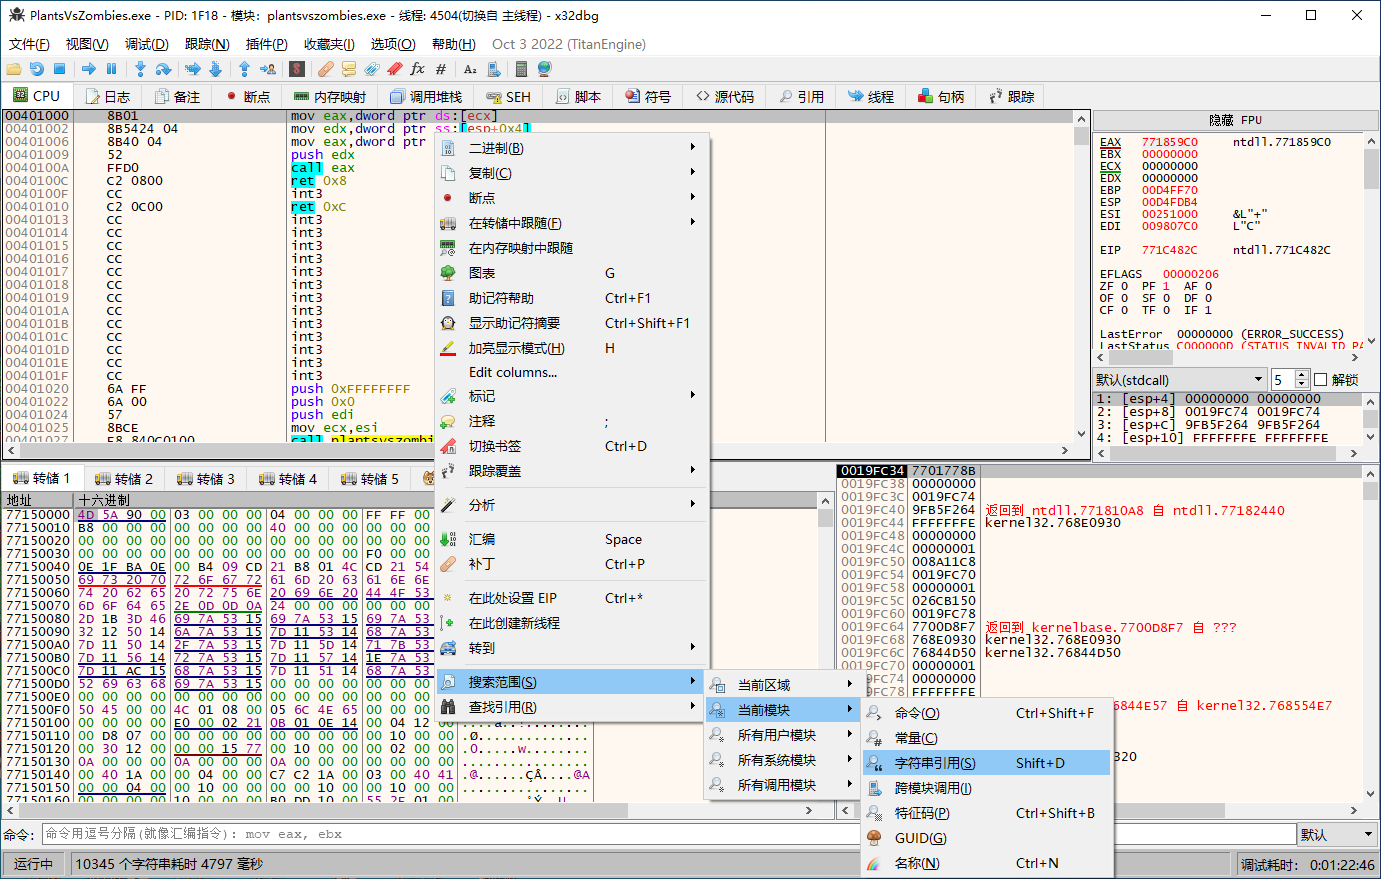 PlantsVsZombies.exe - PID: 1F18 - 模块: plantsvszombies.exe - 线程: 4504(切换自 主线程) - x32dbg
文件(F) 视图(V) 调试(D) 跟踪(N) 插件(P) 收藏夹(I) 选项(O) 帮助(H) Oct 3 2022 (TitanEngine)
CPU 日志 备注 断点 内存映射 调用堆栈 SEH 脚本 符号 源代码 引用 线程 句柄 跟踪
00401000 8B01 mov eax,dword ptr ds:[ecx]
00401002 8B5424 04 mov edx,dword ptr ss:[esp+0x4]
00401006 8B40 04 mov eax,dword ptr
00401009 52 push edx
0040100A FFD0 call eax
0040100C C2 0800 ret 0x8
0040100F CC int3
00401010 C2 0C00 ret 0xC
00401013 CC int3
00401014 CC int3
00401015 CC int3
00401016 CC int3
00401017 CC int3
00401018 CC int3
00401019 CC int3
0040101A CC int3
0040101B CC int3
0040101C CC int3
0040101D CC int3
0040101E CC int3
0040101F CC int3
00401020 6A FF push 0xFFFFFFFF
00401022 6A 00 push 0x0
00401024 57 push edi
00401025 8BCE mov ecx,esi
00401027 E8 840C0100 call plantsvszombi
二进制(B)
复制(C)
断点
在转储中跟随(F)
在内存映射中跟随
图表 G
助记符帮助 Ctrl+F1
显示助记符摘要 Ctrl+Shift+F1
加亮显示模式(H) H
Edit columns...
标记
注释 ;
切换书签 Ctrl+D
跟踪覆盖
分析
汇编 Space
补丁 Ctrl+P
在此处设置 EIP Ctrl+*
在此创建新线程
转到
搜索范围(S)
查找引用(R)
当前区域
当前模块
所有用户模块
所有系统模块
所有调用模块
命令(O) Ctrl+Shift+F
常量(C)
字符串引用(S) Shift+D
跨模块调用(I)
特征码(P) Ctrl+Shift+B
GUID(G)
名称(N) Ctrl+N
隐藏 FPU
EAX 771859C0 ntdll.771859C0
EBX 00000000
ECX 00000000
EDX 00000000
EBP 00D4FF70
ESP 00D4FDB4
ESI 00251000 &L"+"
EDI 009807C0 L"C"
EIP 771C482C ntdll.771C482C
EFLAGS 00000206
ZF 0 PF 1 AF 0
OF 0 SF 0 DF 0
CF 0 TF 0 IF 1
LastError 00000000 (ERROR_SUCCESS)
LastStatus C000000D (STATUS_INVALID_PA
默认(stdcall) 5 解锁
1: [esp+4] 00000000 00000000
2: [esp+8] 0019FC74 0019FC74
3: [esp+C] 9FB5F264 9FB5F264
4: [esp+10] FFFFFFFE FFFFFFFE
转储 1 转储 2 转储 3 转储 4 转储 5
地址 十六进制
77150000 4D 5A 90 00 03 00 00 00 04 00 00 00 FF FF 00
77150010 B8 00 00 00 00 00 00 00 40 00 00 00 00 00 00
77150020 00 00 00 00 00 00 00 00 00 00 00 00 00 00 00
77150030 00 00 00 00 00 00 00 00 00 00 00 00 F0 00 00
77150040 0E 1F BA 0E 00 B4 09 CD 21 B8 01 4C CD 21 54
77150050 69 73 20 70 72 6F 67 72 61 6D 20 63 61 6E 6E
77150060 74 20 62 65 20 72 75 6E 20 69 6E 20 44 4F 53
77150070 6D 6F 64 65 2E 0D 0D 0A 24 00 00 00 00 00 00
77150080 2D 1B 3D 46 69 7A 53 15 69 7A 53 15 69 7A 53
77150090 32 12 50 14 6A 7A 53 15 7D 11 53 14 68 7A 53
771500A0 7D 11 50 14 2F 7A 53 15 7D 11 5D 14 71 7B 53
771500B0 7D 11 56 14 72 7A 53 15 7D 11 57 14 1E 7A 53
771500C0 7D 11 AC 15 68 7A 53 15 7D 11 51 14 68 7A 53
771500D0 52 69 63 68 69 7A 53 15 00 00 00 00 00 00 00
771500E0 00 00 00 00 00 00 00 00 00 00 00 00 00 00 00
771500F0 50 45 00 00 4C 01 08 00 05 6C 4E 65 00 00 00
77150100 00 00 00 00 E0 00 02 21 0B 01 0E 14 00 04 12 00
77150110 00 D8 07 00 00 00 00 00 00 00 00 00 00 10 00 00 .Ø..............
77150120 00 30 12 00 00 00 15 77 00 10 00 00 00 02 00 00
77150130 0A 00 00 00 0A 00 00 00 0A 00 00 00 00 00 00 00
77150140 00 40 1A 00 00 04 00 00 C7 C2 1A 00 03 00 40 41
77150150 00 00 04 00 00 10 00 00 00 00 10 00 00 10 00 00
77150160
0019FC34 7701778B
0019FC38 00000000
0019FC3C 0019FC74
0019FC40 9FB5F264 返回到 ntdll.771810A8 自 ntdll.77182440
0019FC44 FFFFFFFE kernel32.768E0930
0019FC48 00000000
0019FC4C 00000001
0019FC50 008A11C8
0019FC54 0019FC70
0019FC58 00000001
0019FC5C 026CB150
0019FC60 0019FC78
0019FC64 7700D8F7 返回到 kernelbase.7700D8F7 自 ???
0019FC68 768E0930 kernel32.768E0930
0019FC6C 76844D50 kernel32.76844D50
0019FC70 00000000
0019FC74 00000001
0019FC78 FFFFFFFE
6844E57 自 kernel32.768554E7
320
命令: 命令用逗号分隔(就像汇编指令): mov eax, ebx 默认
运行中 10345 个字符串耗时 4797 毫秒 调试耗时: 0:01:22:46